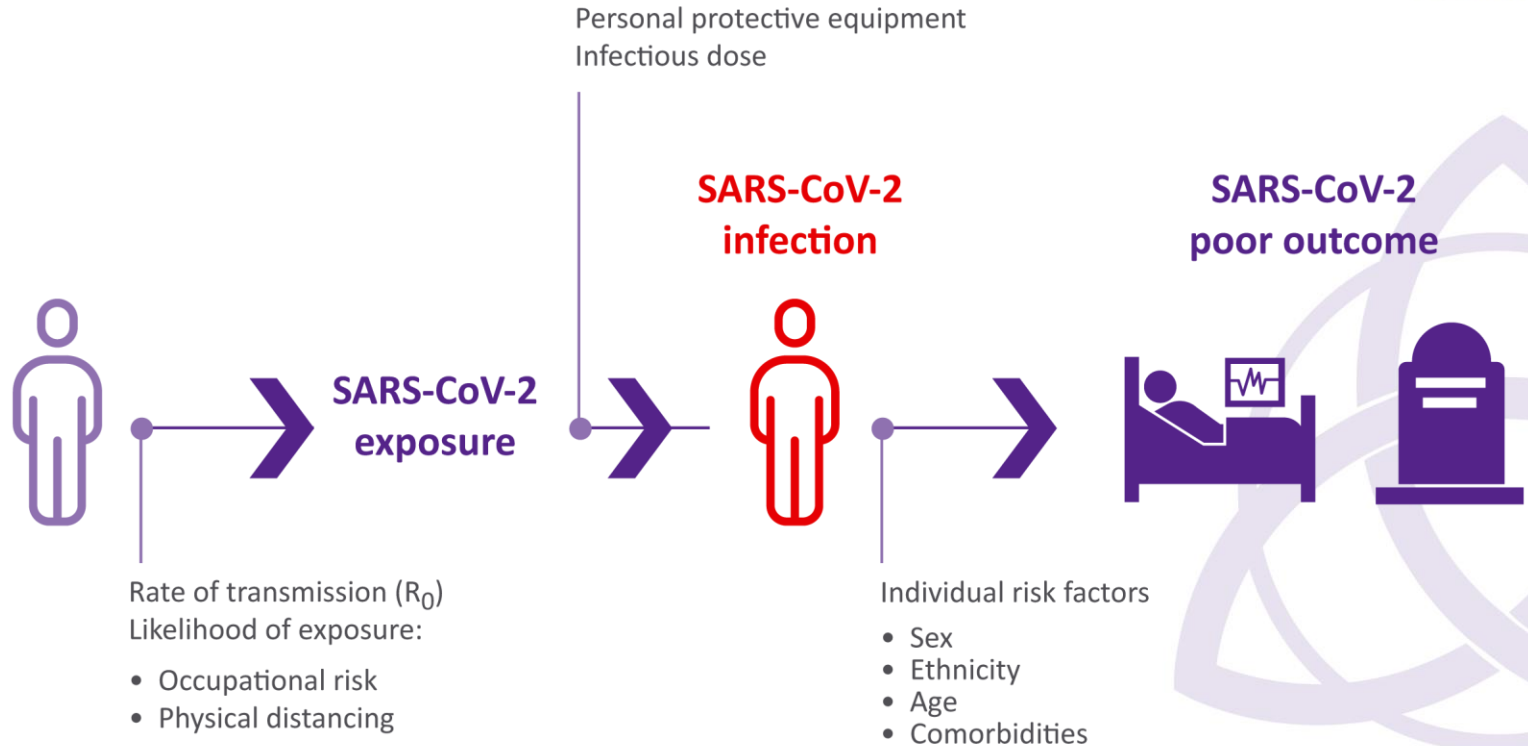 Personal protective equipment
Infectious dose
SARS-CoV-2
infection
SARS-CoV-2
poor outcome
SARS-CoV-2
exposure
Rate of transmission (R₀)
Likelihood of exposure:
• Occupational risk
• Physical distancing
Individual risk factors
• Sex
• Ethnicity
• Age
• Comorbidities